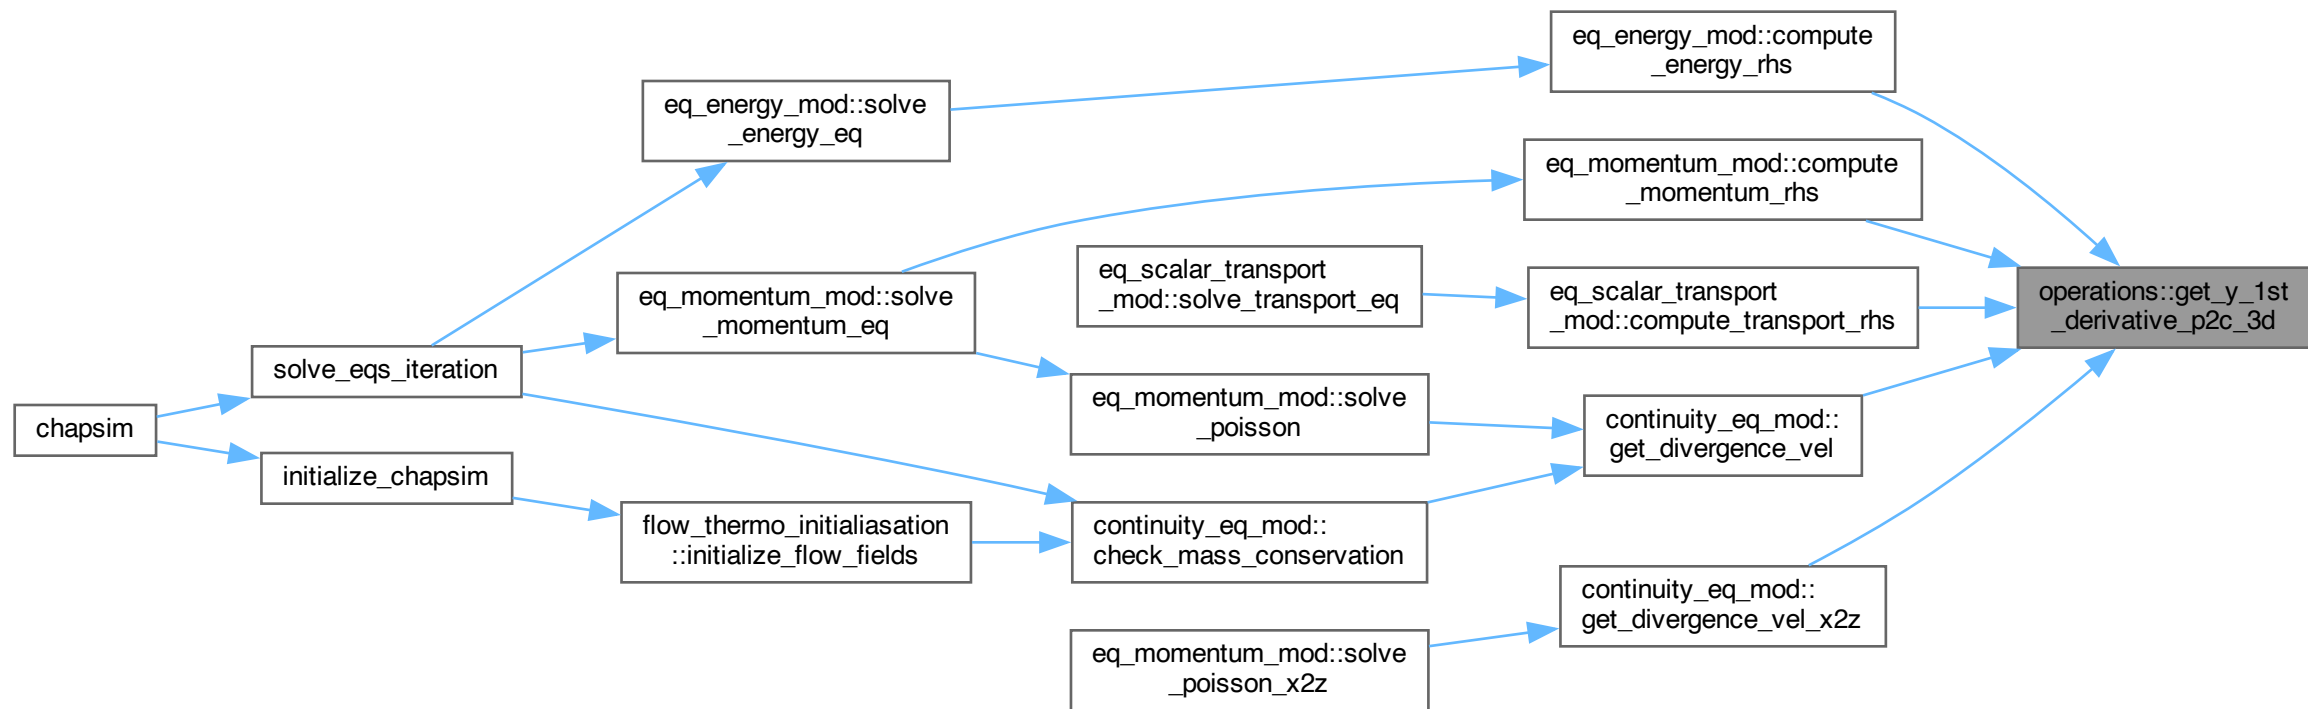 eq_energy_mod::compute
_energy_rhs
eq_energy_mod::solve
_energy_eq
eq_momentum_mod::compute
_momentum_rhs
eq_scalar_transport
_mod::solve_transport_eq
eq_scalar_transport
_mod::compute_transport_rhs
operations::get_y_1st
_derivative_p2c_3d
eq_momentum_mod::solve
_momentum_eq
solve_eqs_iteration
chapsim
eq_momentum_mod::solve
_poisson
continuity_eq_mod::
get_divergence_vel
initialize_chapsim
flow_thermo_initialiasation
::initialize_flow_fields
continuity_eq_mod::
check_mass_conservation
continuity_eq_mod::
get_divergence_vel_x2z
eq_momentum_mod::solve
_poisson_x2z